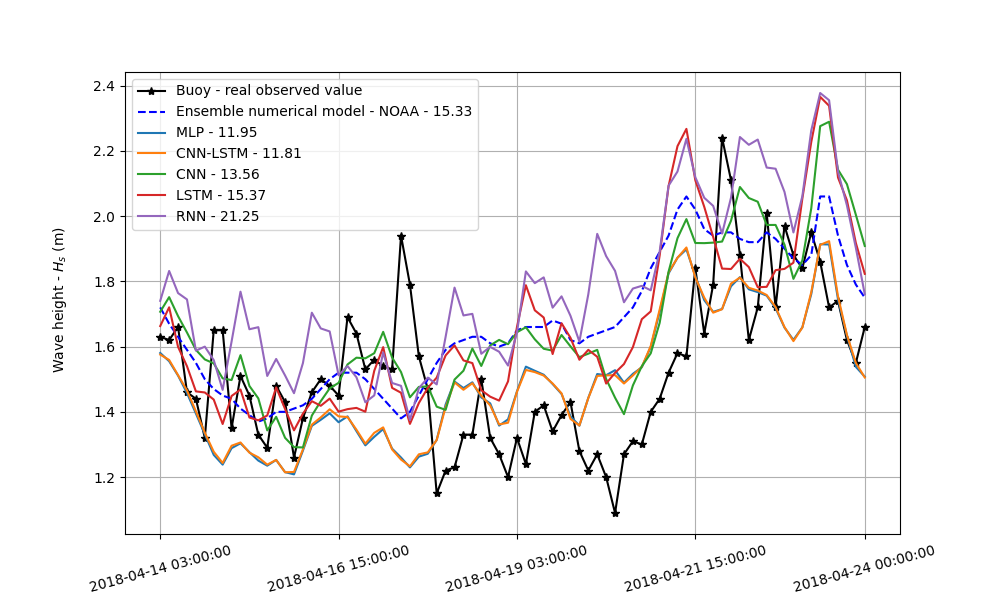 2.4
2.2
2.0
1.8
1.6
1.4
1.2
Wave height - Hs (m)
Buoy - real observed value
Ensemble numerical model - NOAA - 15.33
MLP - 11.95
CNN-LSTM - 11.81
CNN - 13.56
LSTM - 15.37
RNN - 21.25
2018-04-14 03:00:00
2018-04-16 15:00:00
2018-04-19 03:00:00
2018-04-21 15:00:00
2018-04-24 00:00:00